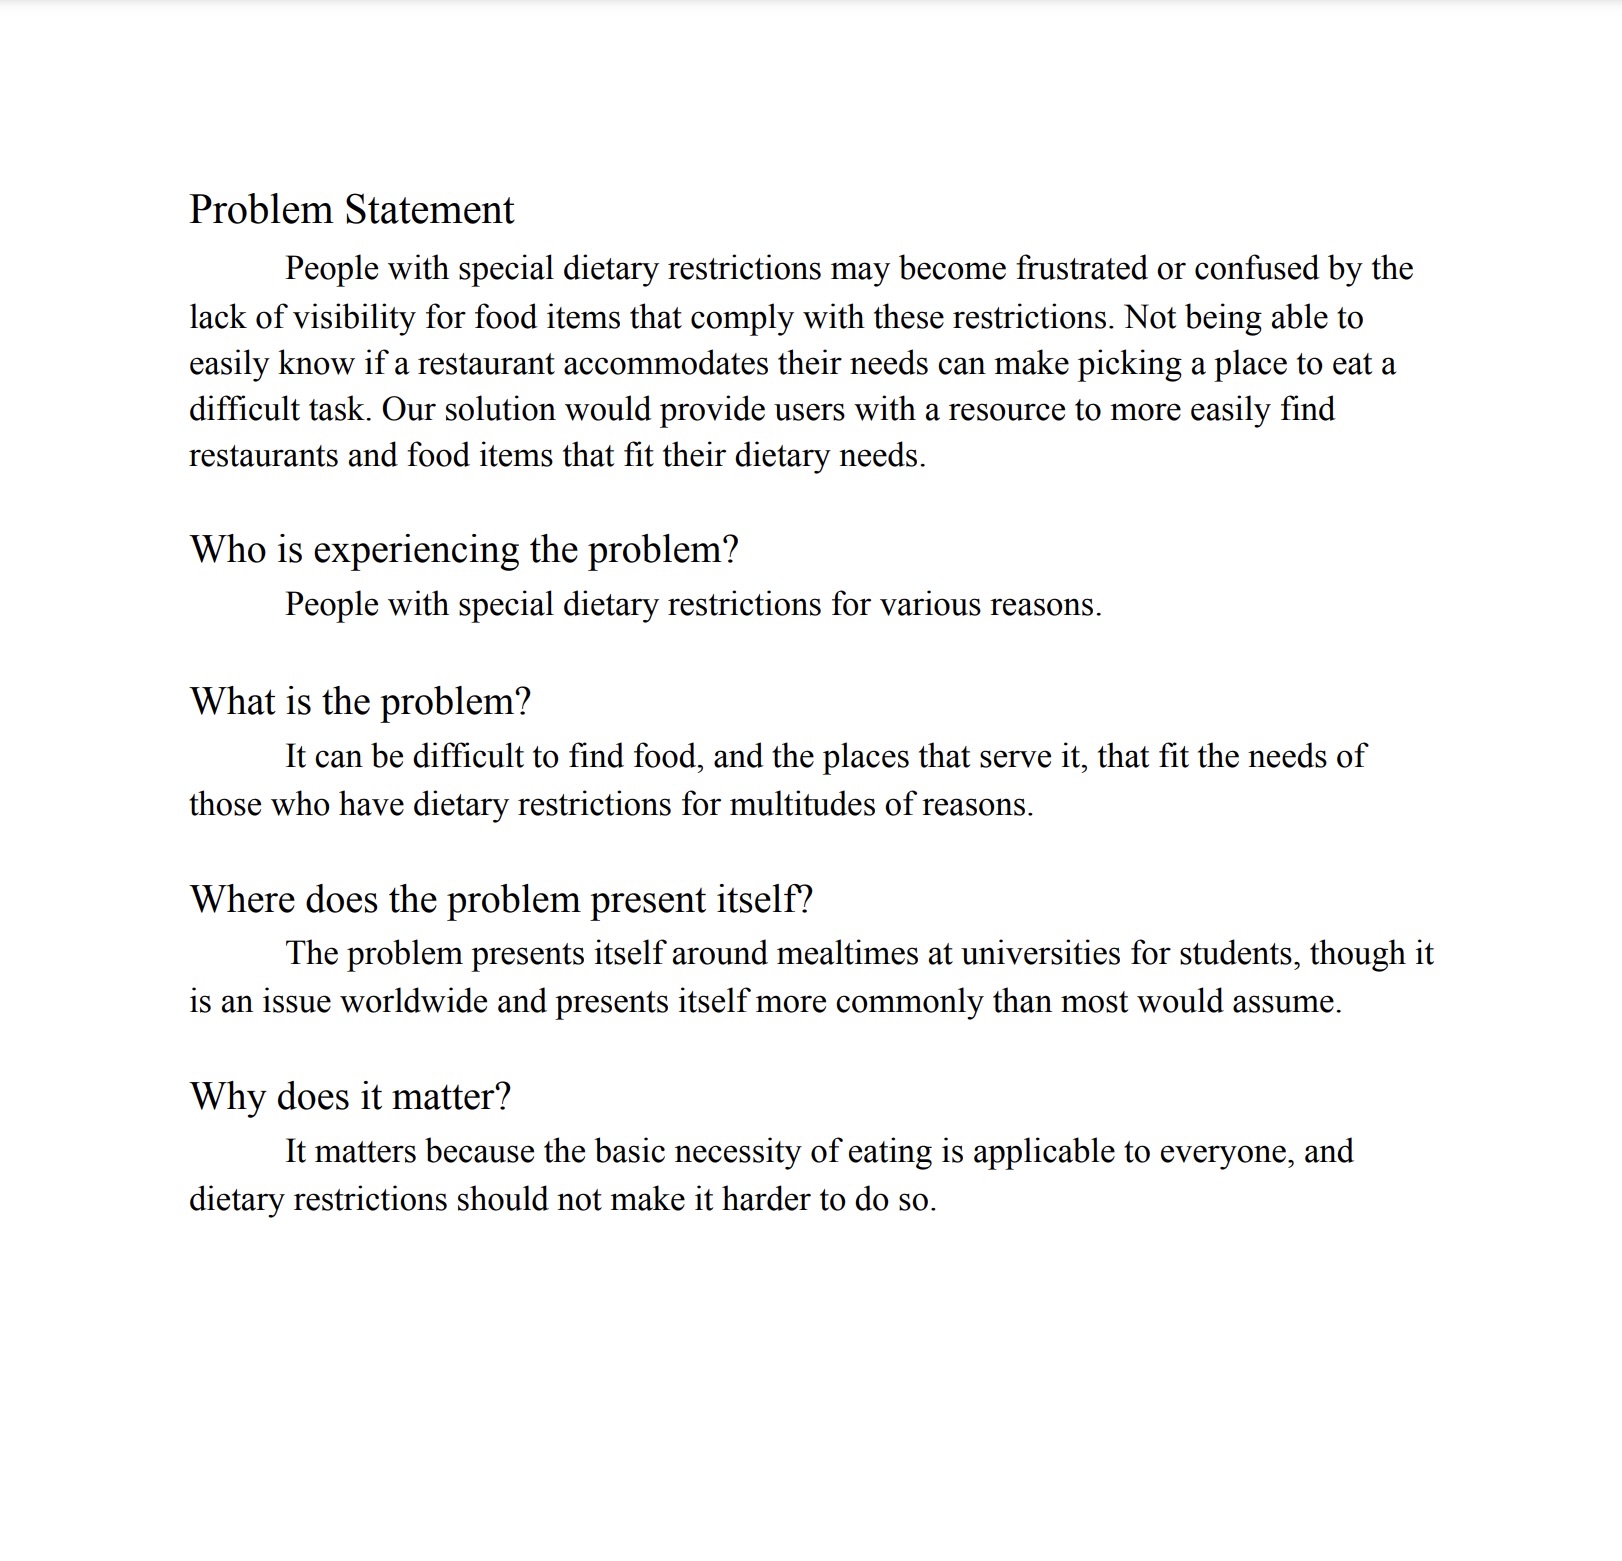 Problem Statement
People with special dietary restrictions may become frustrated or confused by the
lack of visibility for food items that comply with these restrictions. Not being able to
easily know if a restaurant accommodates their needs can make picking a place to eat a
difficult task. Our solution would provide users with a resource to more easily find
restaurants and food items that fit their dietary needs.
Who is experiencing the problem?
People with special dietary restrictions for various reasons.
What is the problem?
It can be difficult to find food, and the places that serve it, that fit the needs of
those who have dietary restrictions for multitudes of reasons.
Where does the problem present itself?
The problem presents itself around mealtimes at universities for students, though it
is an issue worldwide and presents itself more commonly than most would assume.
Why does it matter?
It matters because the basic necessity of eating is applicable to everyone, and
dietary restrictions should not make it harder to do so.